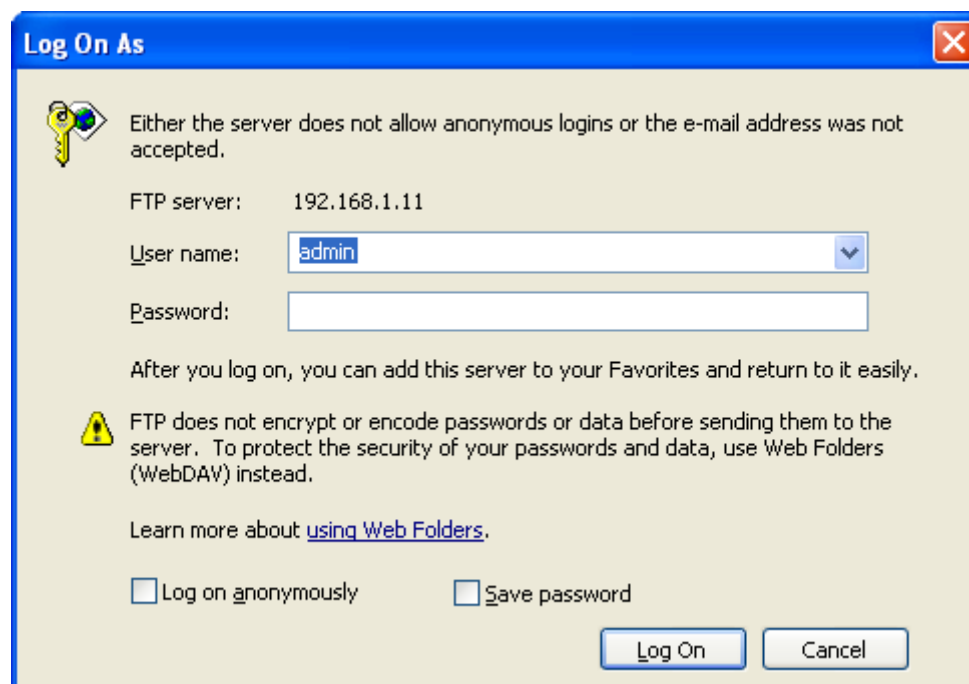 Log On As
Either the server does not allow anonymous logins or the e-mail address was not
accepted.
FTP server: 192.168.1.11
User name: admin
Password:
After you log on, you can add this server to your Favorites and return to it easily.
FTP does not encrypt or encode passwords or data before sending them to the
server. To protect the security of your passwords and data, use Web Folders
(WebDAV) instead.
Learn more about using Web Folders.
Log on anonymously Save password
Log On Cancel